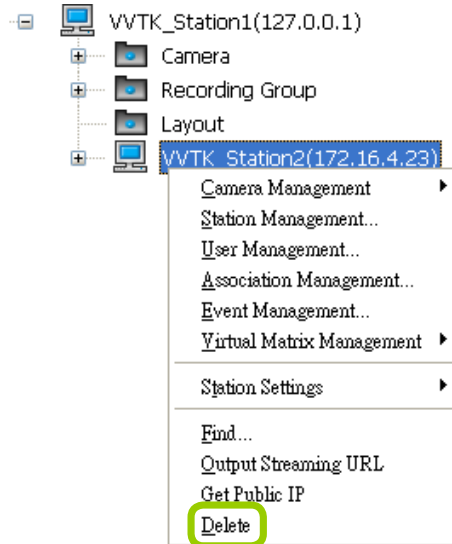 VVTK_Station1(127.0.0.1)
Camera
Recording Group
Layout
VVTK_Station2(172.16.4.23)
Camera Management
Station Management...
User Management...
Association Management...
Event Management...
Virtual Matrix Management
Station Settings
Find...
Output Streaming URL
Get Public IP
Delete